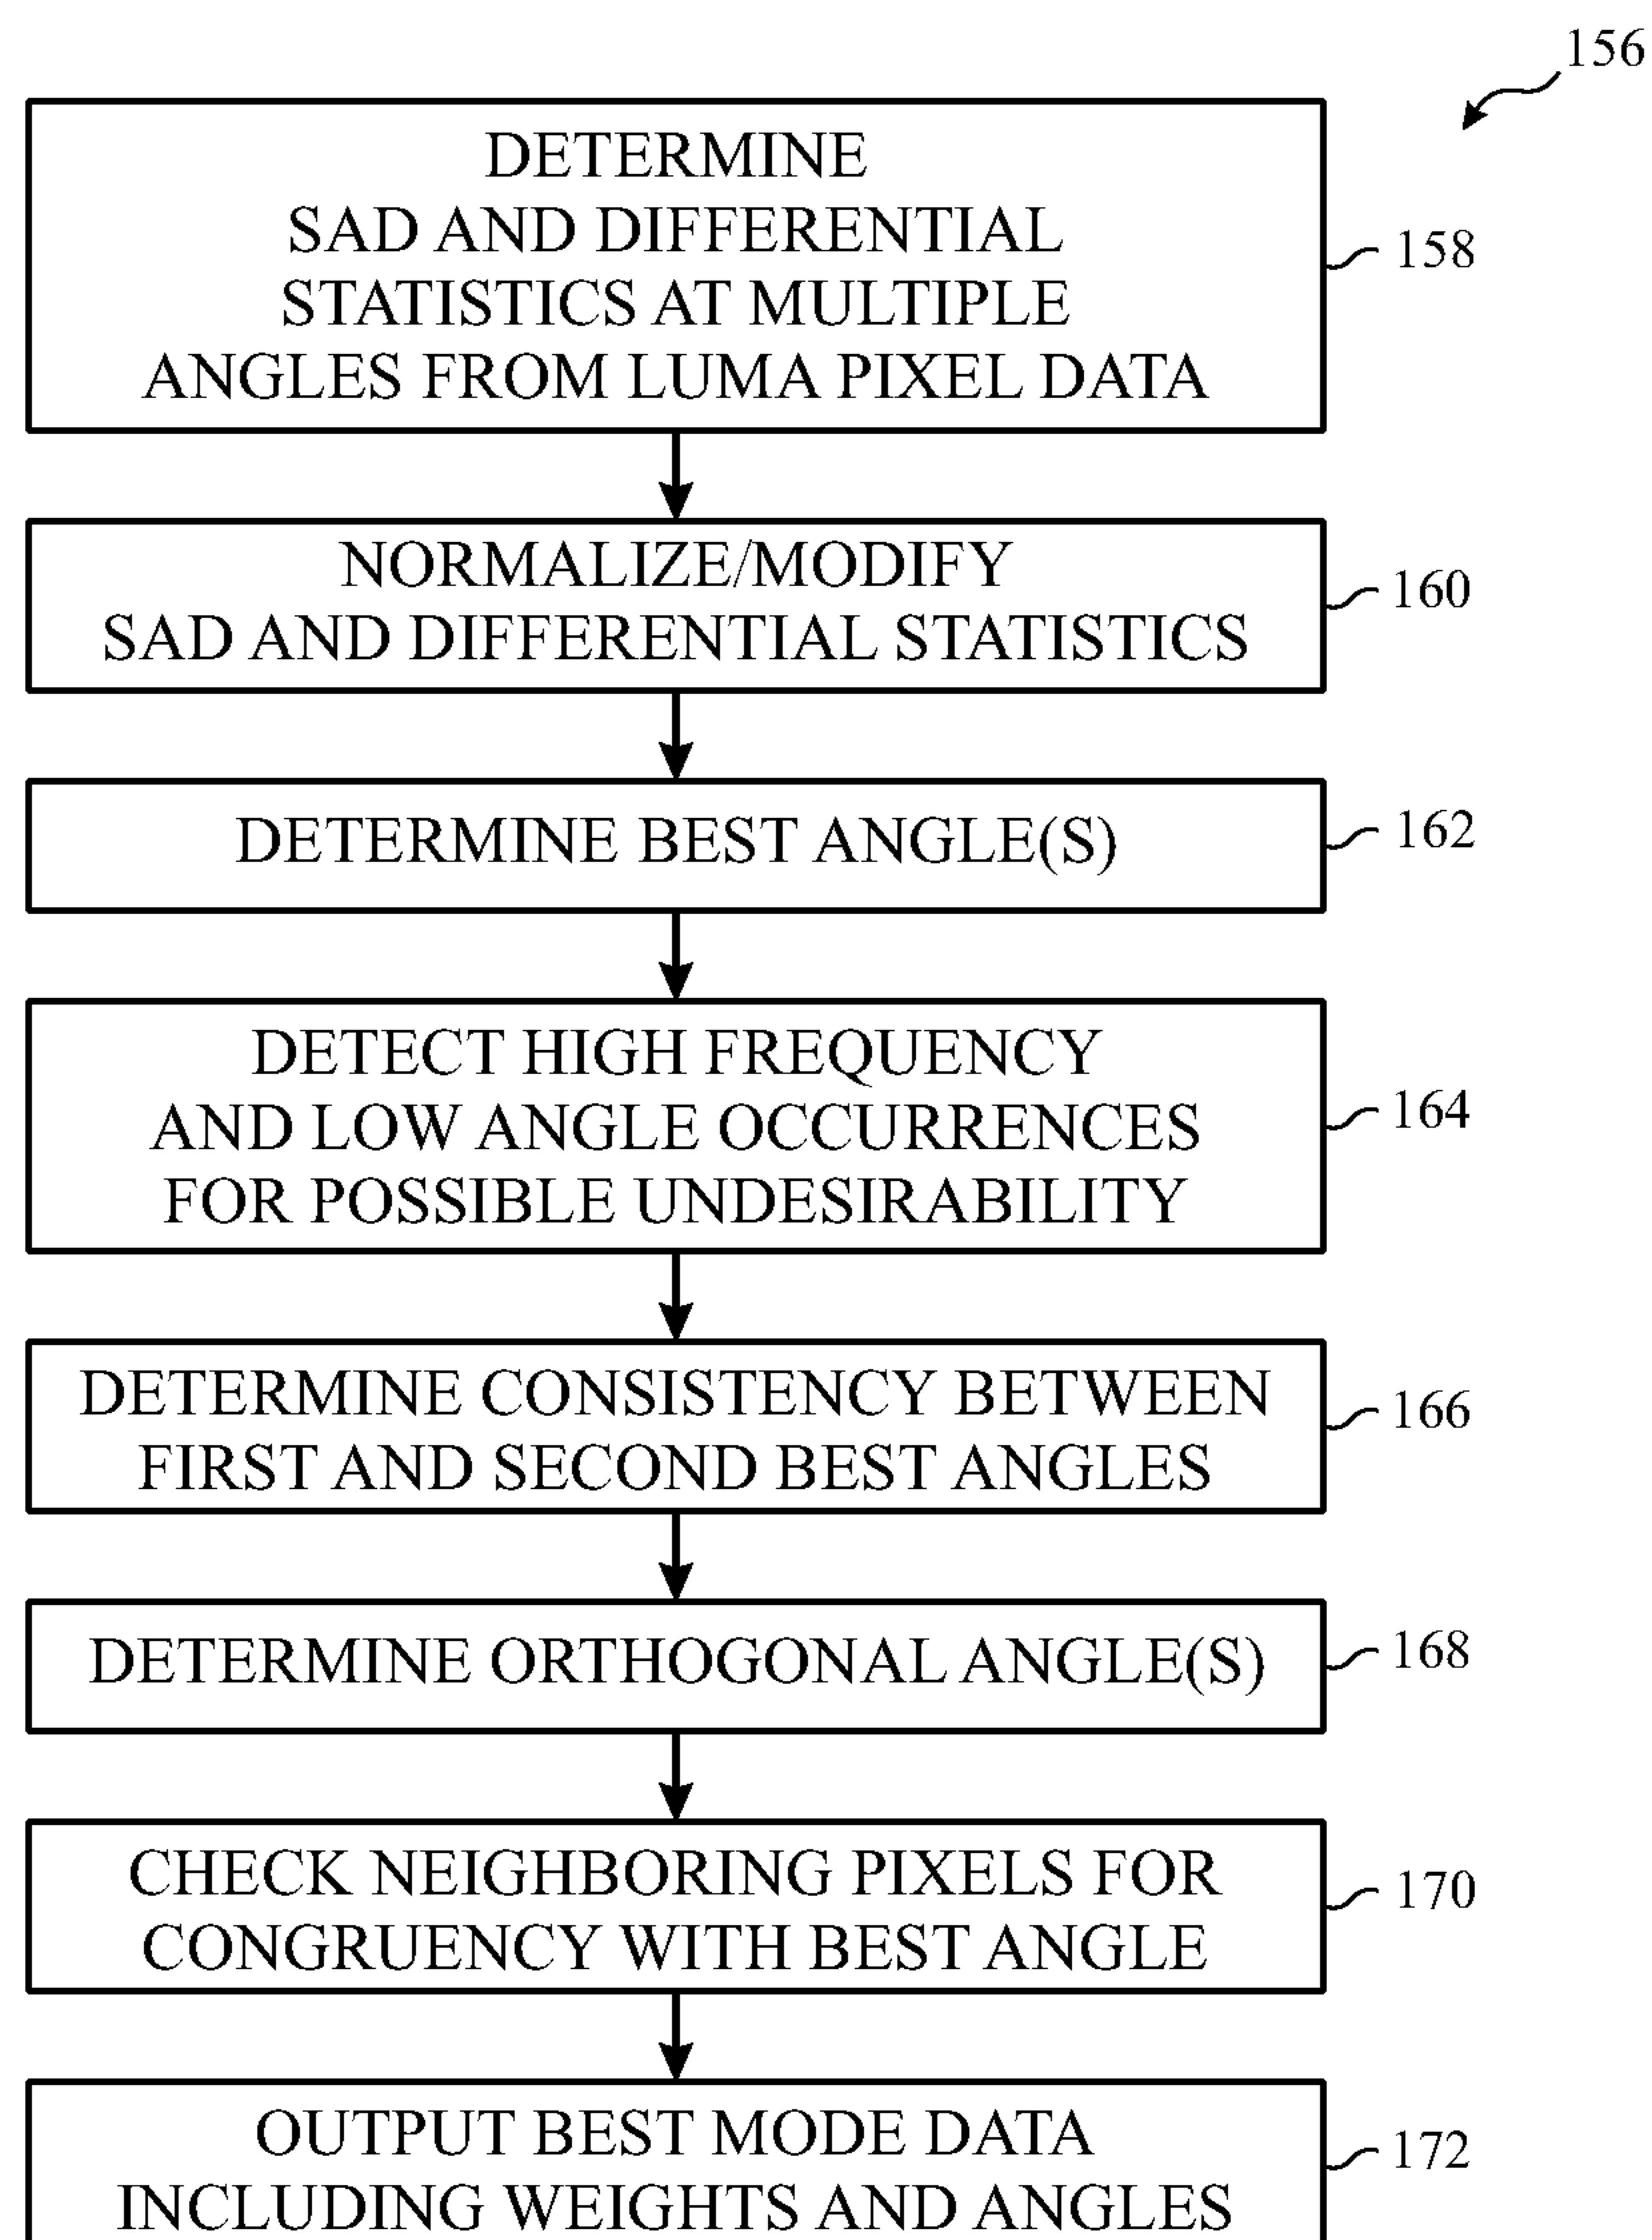 156
DETERMINE
SAD AND DIFFERENTIAL
STATISTICS AT MULTIPLE
ANGLES FROM LUMA PIXEL DATA
158
NORMALIZE/MODIFY
SAD AND DIFFERENTIAL STATISTICS
160
DETERMINE BEST ANGLE(S)
162
DETECT HIGH FREQUENCY
AND LOW ANGLE OCCURRENCES
FOR POSSIBLE UNDESIRABILITY
164
DETERMINE CONSISTENCY BETWEEN
FIRST AND SECOND BEST ANGLES
166
DETERMINE ORTHOGONAL ANGLE(S)
168
CHECK NEIGHBORING PIXELS FOR
CONGRUENCY WITH BEST ANGLE
170
OUTPUT BEST MODE DATA
INCLUDING WEIGHTS AND ANGLES
172